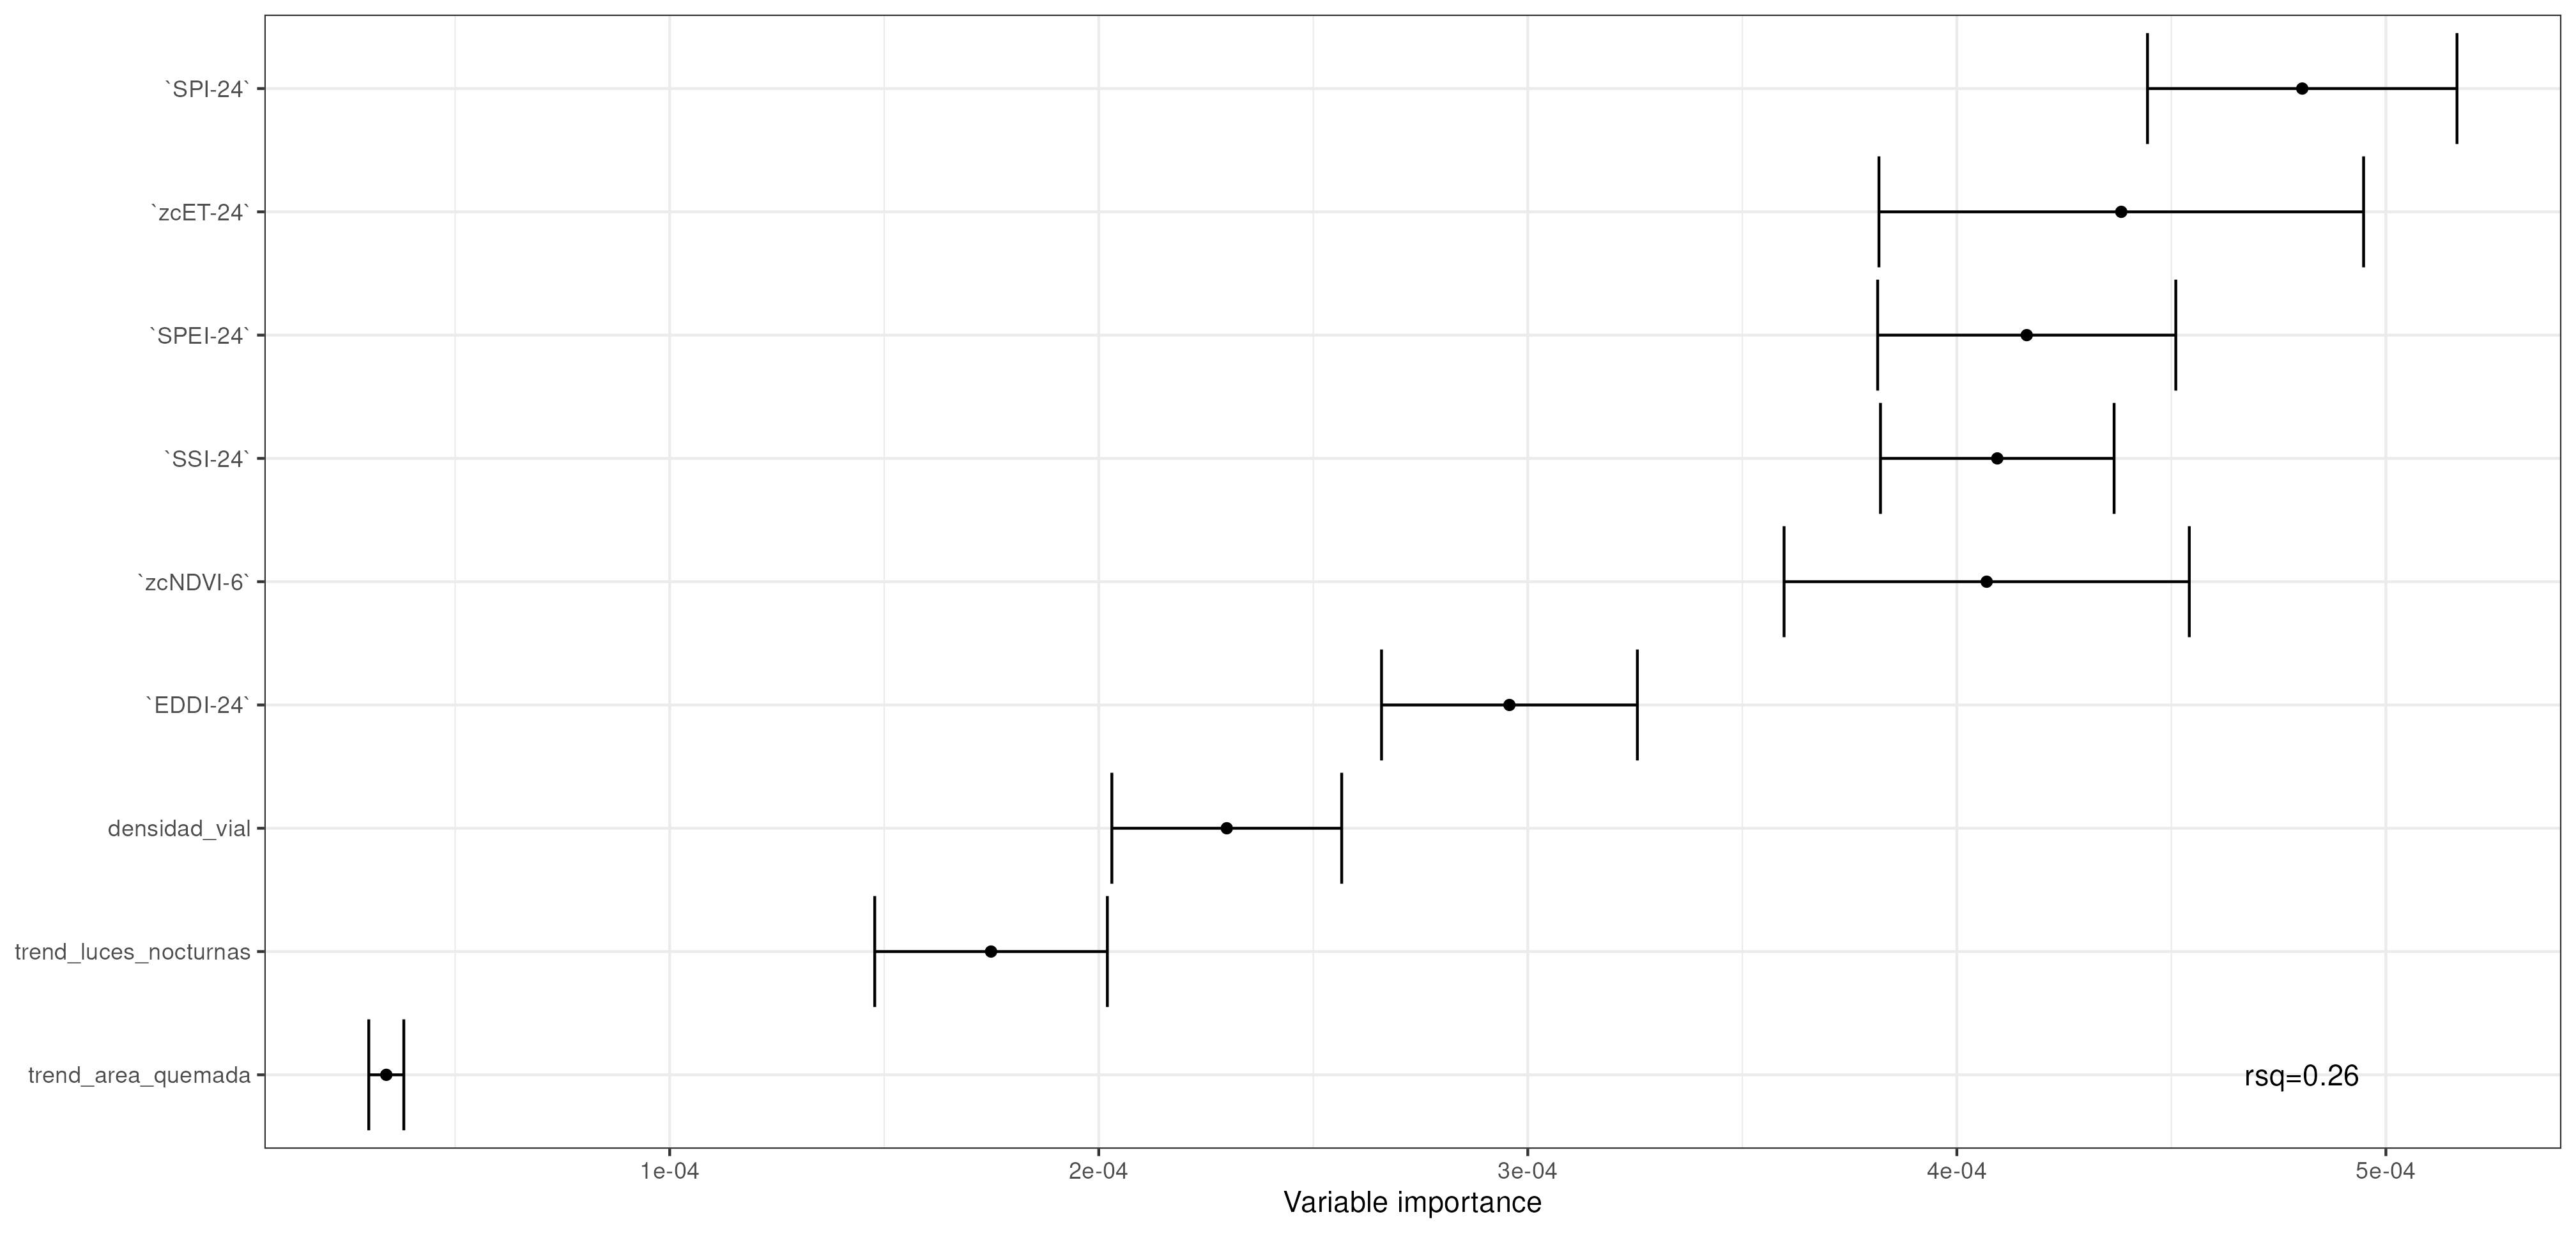 `SPI-24`
`zcET-24`
`SPEI-24`
`SSI-24`
`zcNDVI-6`
`EDDI-24`
densidad_vial
trend_luces_nocturnas
trend_area_quemada
rsq=0.26
1e-04 2e-04 3e-04 4e-04 5e-04
Variable importance